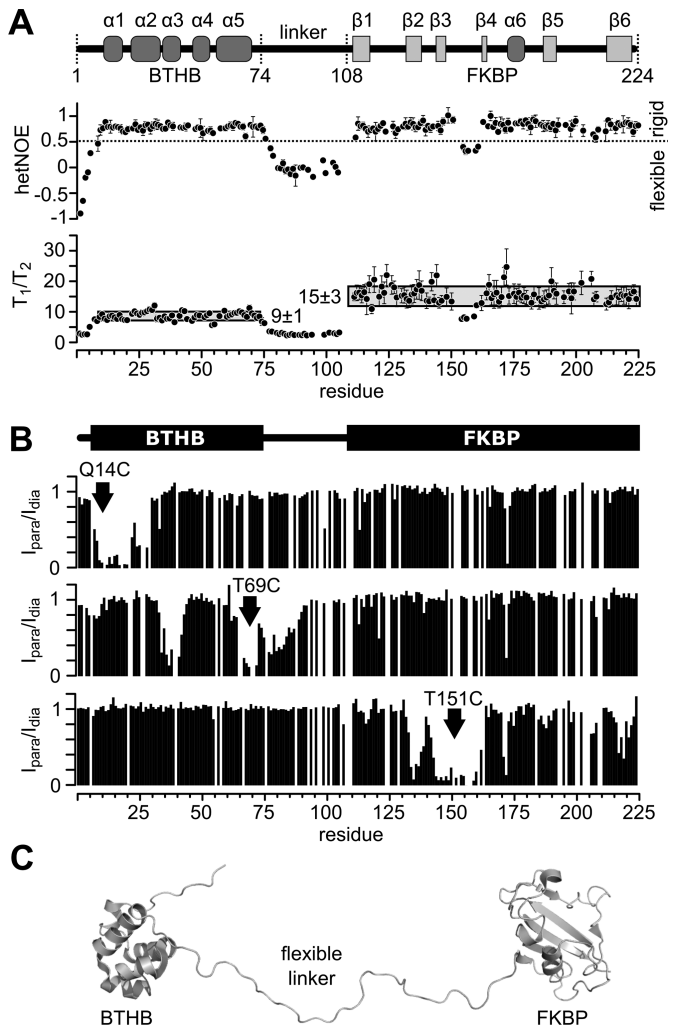 A
α1 α2 α3 α4 α5 linker β1 β2 β3 β4 α6 β5 β6
1 BTHB 74 108 FKBP 224
hetNOE
1
0.5
0
-0.5
-1
rigid
flexible
T1/T2
30
20
10
0
9±1
15±3
25 50 75 100 125 150 175 200 225
residue
B
BTHB FKBP
Q14C
Ipara/Idia
1
0
T69C
Ipara/Idia
1
0
T151C
Ipara/Idia
1
0
25 50 75 100 125 150 175 200 225
residue
C
flexible
linker
BTHB FKBP